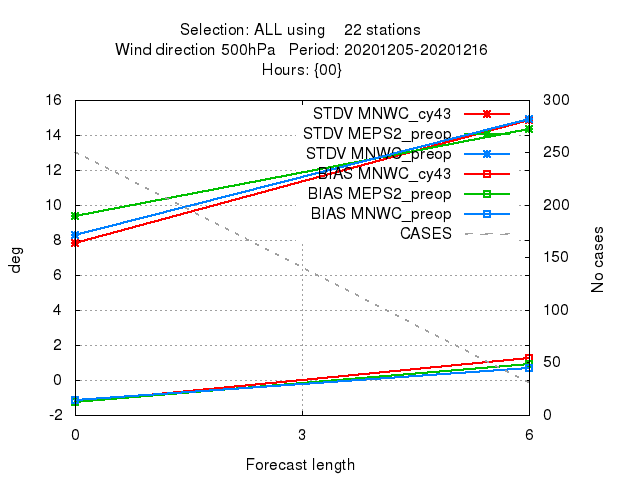 Selection: ALL using    22 stations
Wind direction 500hPa   Period: 20201205-20201216
Hours: {00}
16
14
12
10
8
6
4
2
0
-2
deg
300
250
200
150
100
50
0
No cases
STDV MNWC_cy43
STDV MEPS2_preop
STDV MNWC_preop
BIAS MNWC_cy43
BIAS MEPS2_preop
BIAS MNWC_preop
CASES
0 3 6
Forecast length